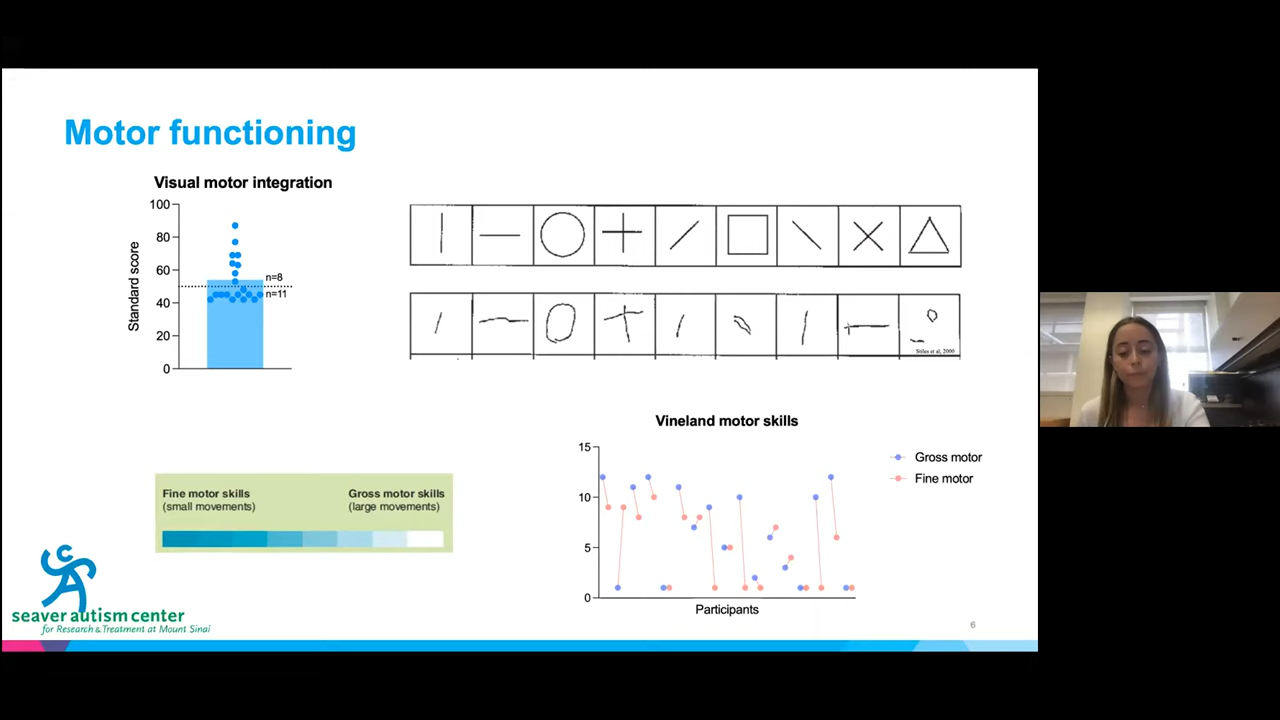 Motor functioning
Visual motor integration
100
80
60
40
20
0
Standard score
n=8
n=11
Stiles et al, 2000
Vineland motor skills
15
10
5
0
Participants
Gross motor
Fine motor
Fine motor skills
(small movements)
Gross motor skills
(large movements)
seaver autism center
for Research & Treatment at Mount Sinai
6